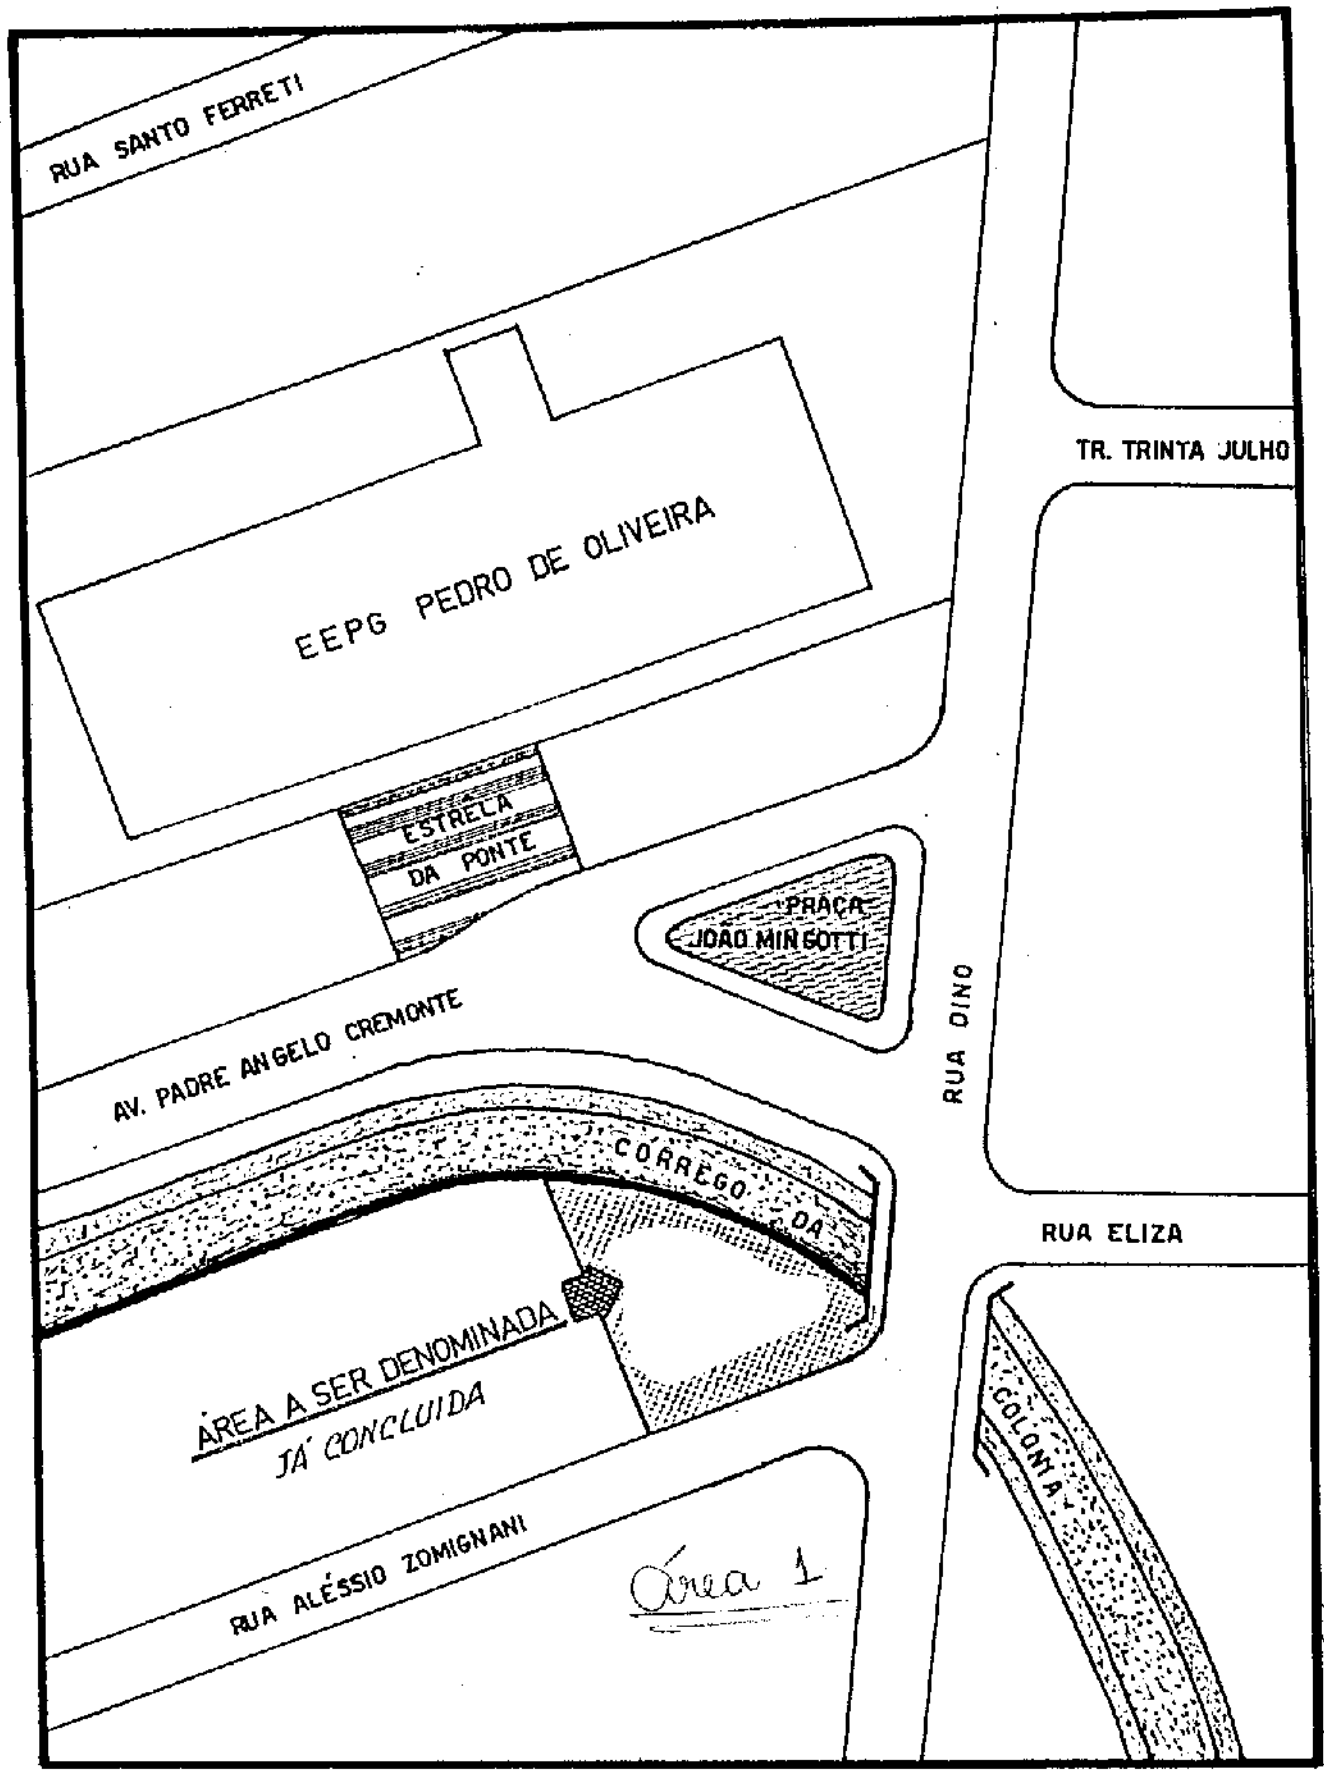 RUA SANTO FERRETI
TR. TRINTA JULHO
EEPG PEDRO DE OLIVEIRA
ESTRÊLA
DA PONTE
PRAÇA
JOÃO MINGOTTI
RUA DINO
AV. PADRE ANGELO CREMONTE
CORREGO DA
RUA ELIZA
ÁREA A SER DENOMINADA
JÁ CONCLUIDA
COLONIA
RUA ALÉSSIO ZOMIGNANI
Área 1